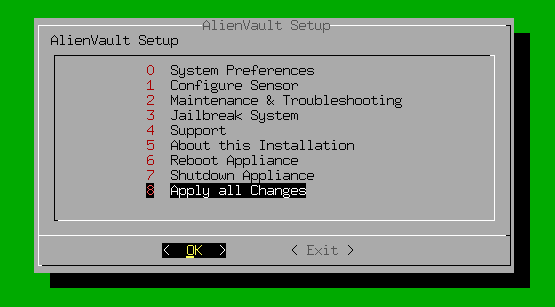 AlienVault Setup
AlienVault Setup
0 System Preferences
1 Configure Sensor
2 Maintenance & Troubleshooting
3 Jailbreak System
4 Support
5 About this Installation
6 Reboot Appliance
7 Shutdown Appliance
8 Apply all Changes
< OK > < Exit >